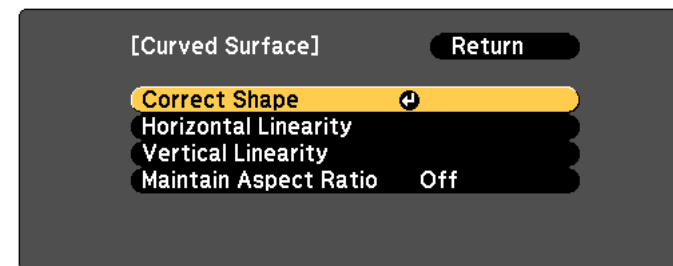 [Curved Surface] Return
Correct Shape
Horizontal Linearity
Vertical Linearity
Maintain Aspect Ratio Off